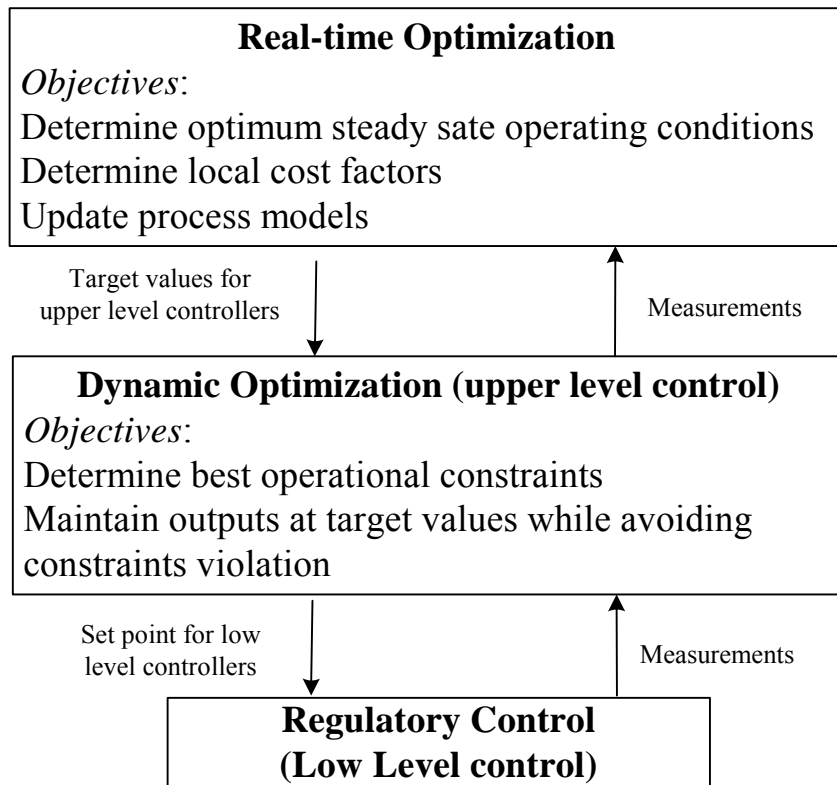 Real-time Optimization
Objectives:
Determine optimum steady sate operating conditions
Determine local cost factors
Update process models
Target values for
upper level controllers
Measurements
Dynamic Optimization (upper level control)
Objectives:
Determine best operational constraints
Maintain outputs at target values while avoiding
constraints violation
Set point for low
level controllers
Measurements
Regulatory Control
(Low Level control)